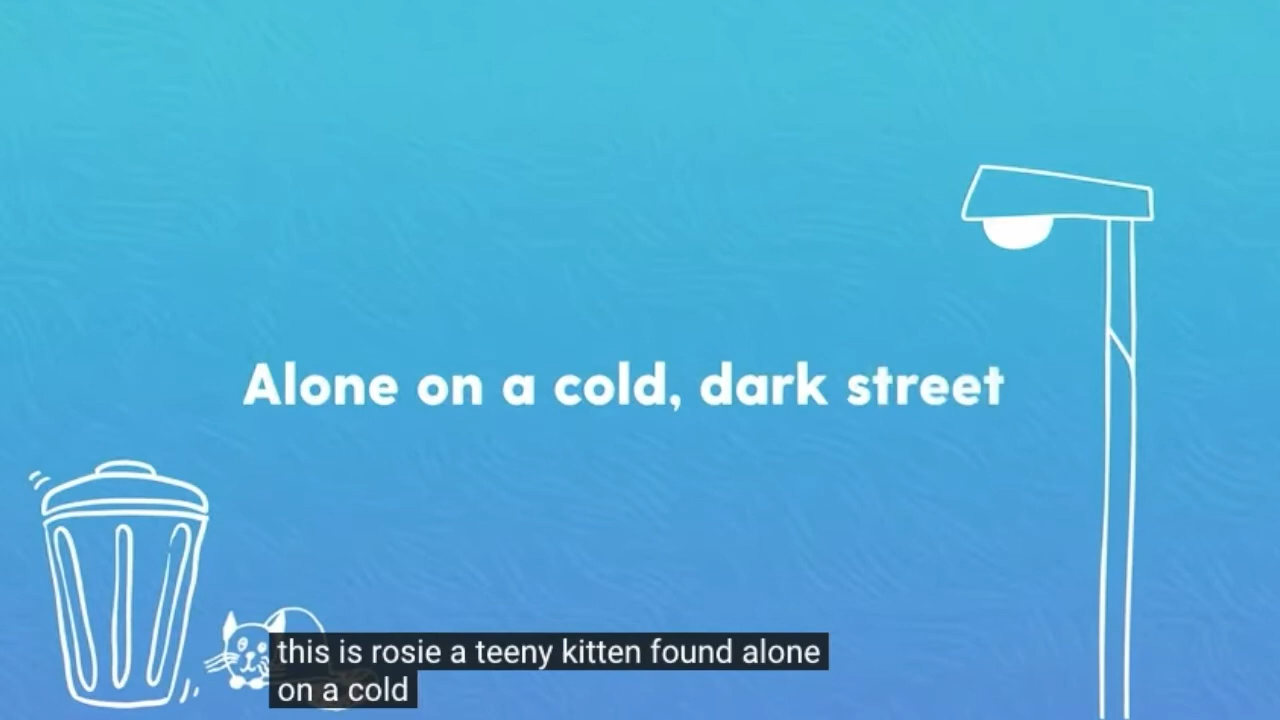 Alone on a cold, dark street
this is rosie a teeny kitten found alone
on a cold